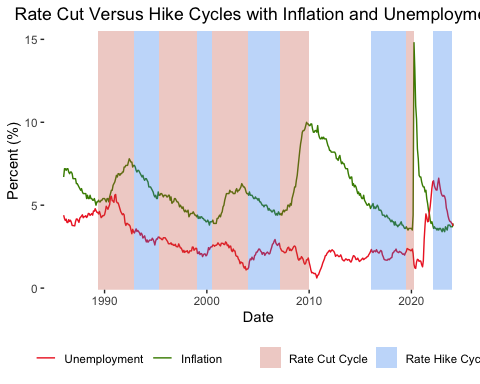 Rate Cut Versus Hike Cycles with Inflation and Unemployme
15
10
5
0
Percent (%)
1990 2000 2010 2020
Date
Unemployment Inflation Rate Cut Cycle Rate Hike Cyc